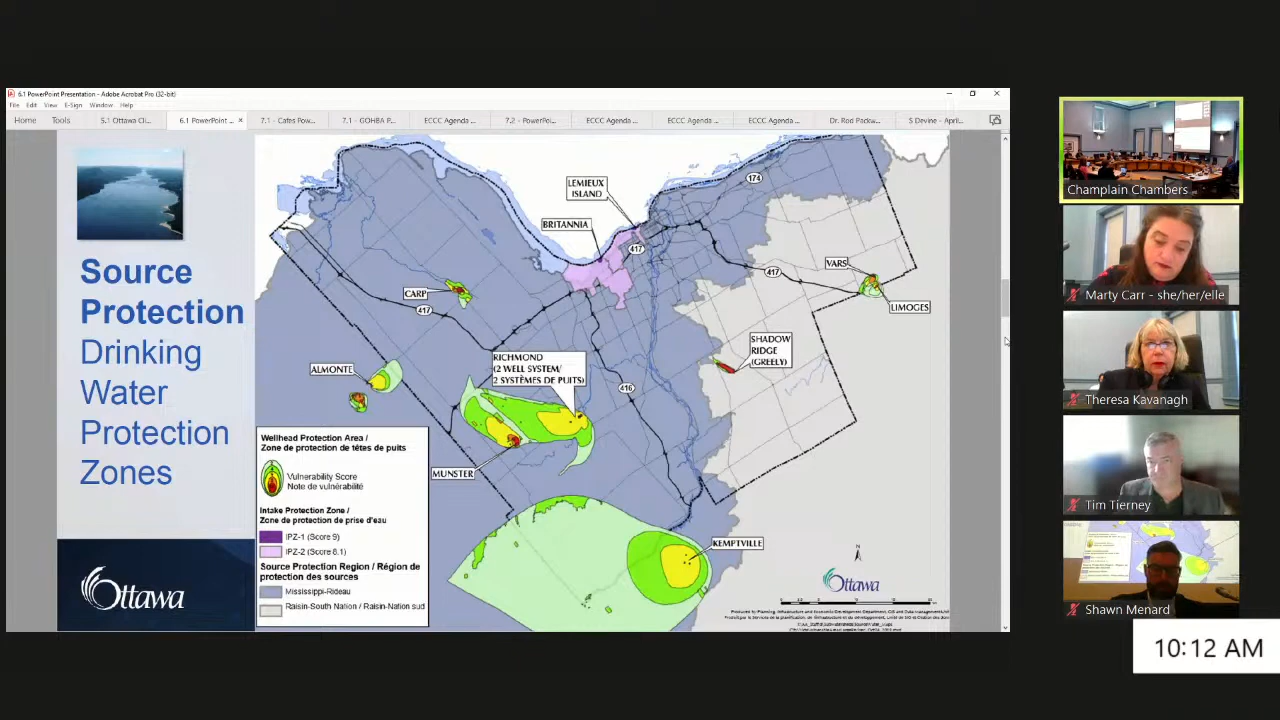 6.1 PowerPoint Presentation - Adobe Acrobat Pro (32-bit)
File Edit View E-Sign Window Help
Home Tools 5.1 Ottawa Cli... 6.1 PowerPoint ... × 7.1 - Cafes Pow... 7.1 - GOHBA P... ECCC Agenda ... 7.2 - PowerPoi... ECCC Agenda ... ECCC Agenda ... ECCC Agenda ... Dr. Rod Packw... S Devine - April...
Source
Protection
Drinking
Water
Protection
Zones
Ottawa
LEMIEUX
ISLAND
BRITANNIA
174
417
417
VARS
LIMOGES
CARP
417
SHADOW
RIDGE
(GREELY)
ALMONTE
RICHMOND
(2 WELL SYSTEM/
2 SYSTÈMES DE PUITS)
416
MUNSTER
KEMPTVILLE
Wellhead Protection Area /
Zone de protection de têtes de puits
Vulnerability Score
Note de vulnérabilité
Intake Protection Zone /
Zone de protection de prise d'eau
IPZ-1 (Score 9)
IPZ-2 (Score 8.1)
Source Protection Region / Région de
protection des sources
Mississippi-Rideau
Raisin-South Nation / Raisin-Nation sud
N
Ottawa
Champlain Chambers
Marty Carr - she/her/elle
Theresa Kavanagh
Tim Tierney
Shawn Menard
10:12 AM